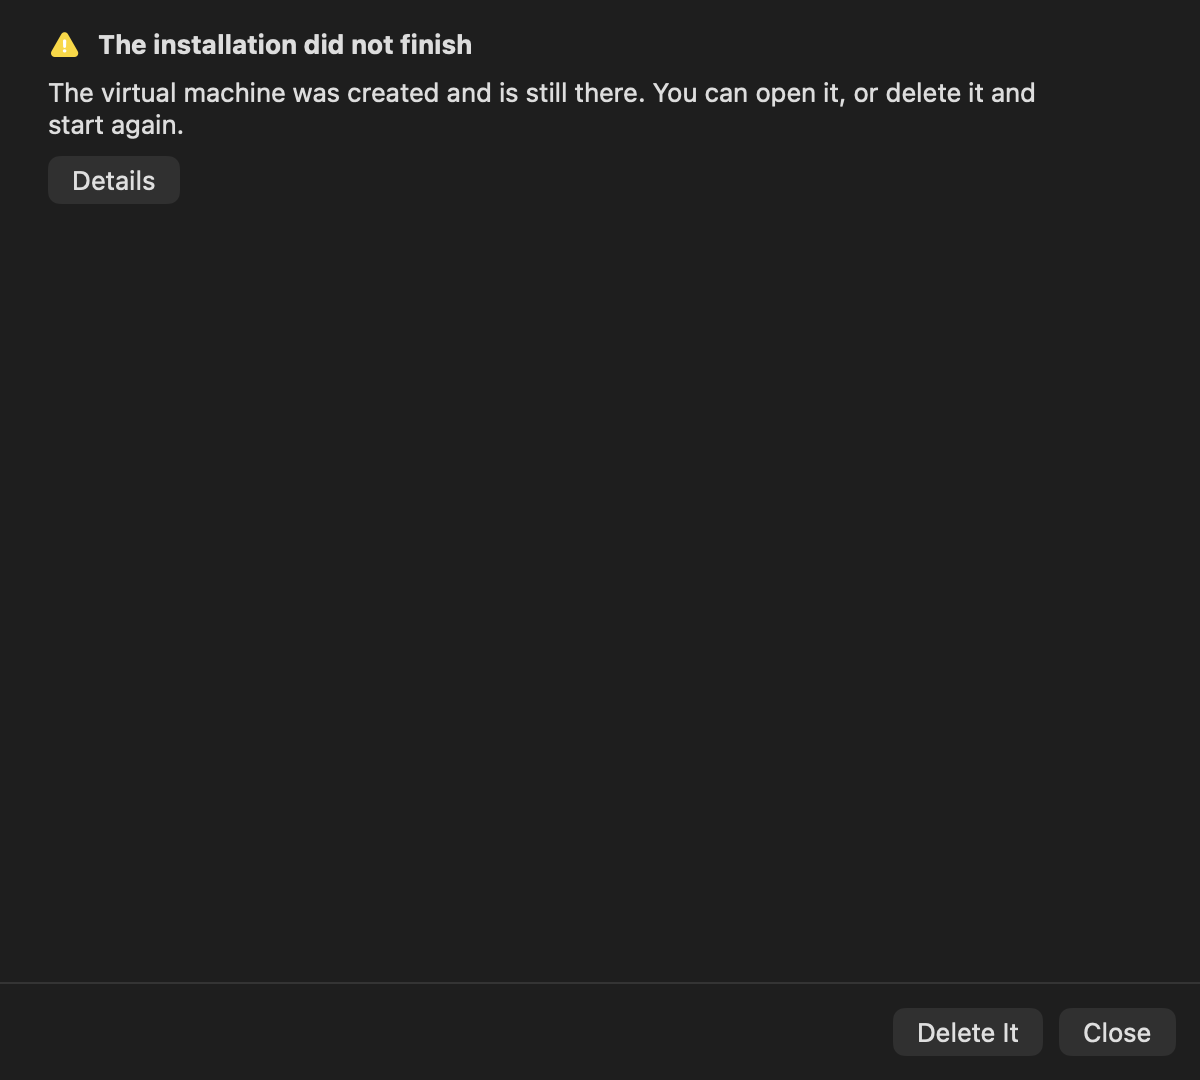 The installation did not finish
The virtual machine was created and is still there. You can open it, or delete it and
start again.
Details
Delete It
Close